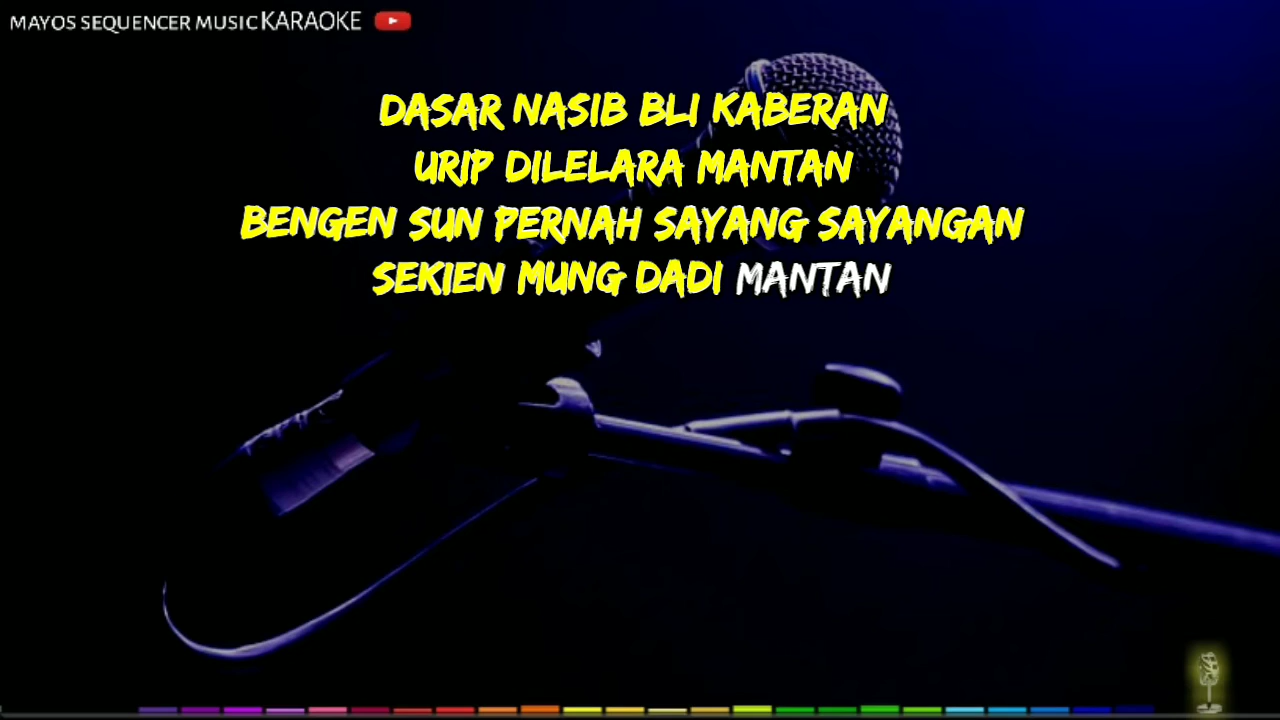 MAYOS SEQUENCER MUSIC KARAOKE
DASAR NASIB BLI KABERAN
URIP DILELARA MANTAN
BENGEN SUN PERNAH SAYANG SAYANGAN
SEKIEN MUNG DADI MANTAN